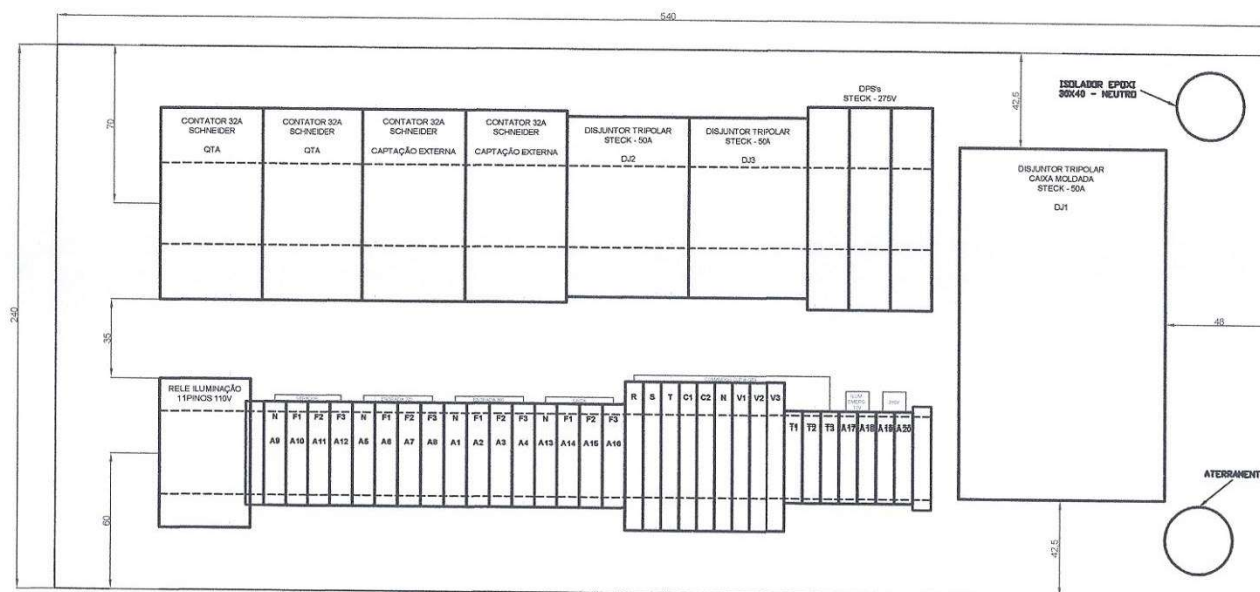 540
240
70
42,5
ISOLADOR EPOXI
30X40 - NEUTRO
DPS's
STECK - 275V
CONTATOR 32A
SCHNEIDER
QTA
CONTATOR 32A
SCHNEIDER
QTA
CONTATOR 32A
SCHNEIDER
CAPTAÇÃO EXTERNA
CONTATOR 32A
SCHNEIDER
CAPTAÇÃO EXTERNA
DISJUNTOR TRIPOLAR
STECK - 50A
DJ2
DISJUNTOR TRIPOLAR
STECK - 50A
DJ3
DISJUNTOR TRIPOLAR
CAIXA MOLDADA
STECK - 50A
DJ1
48
35
RELE ILUMINAÇÃO
11PINOS 110V
N F1 F2 F3 N F1 F2 F3 N F1 F2 F3 N F1 F2 F3
A9 A10 A11 A12 A5 A6 A7 A8 A1 A2 A3 A4 A13 A14 A15 A16
R S T C1 C2 N V1 V2 V3
T1 T2 T3 A17 A18 A19 A20
60
42,5
ATERRAMENT